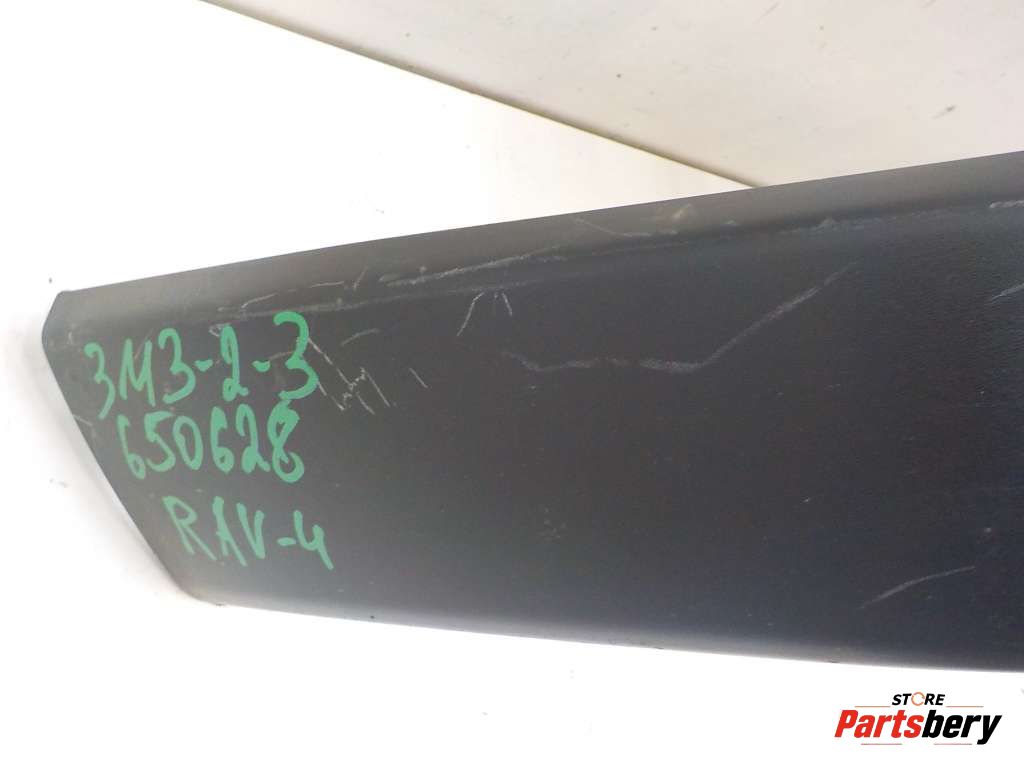 3M3-2-3
650628
RAV-4
STORE
Partsbery